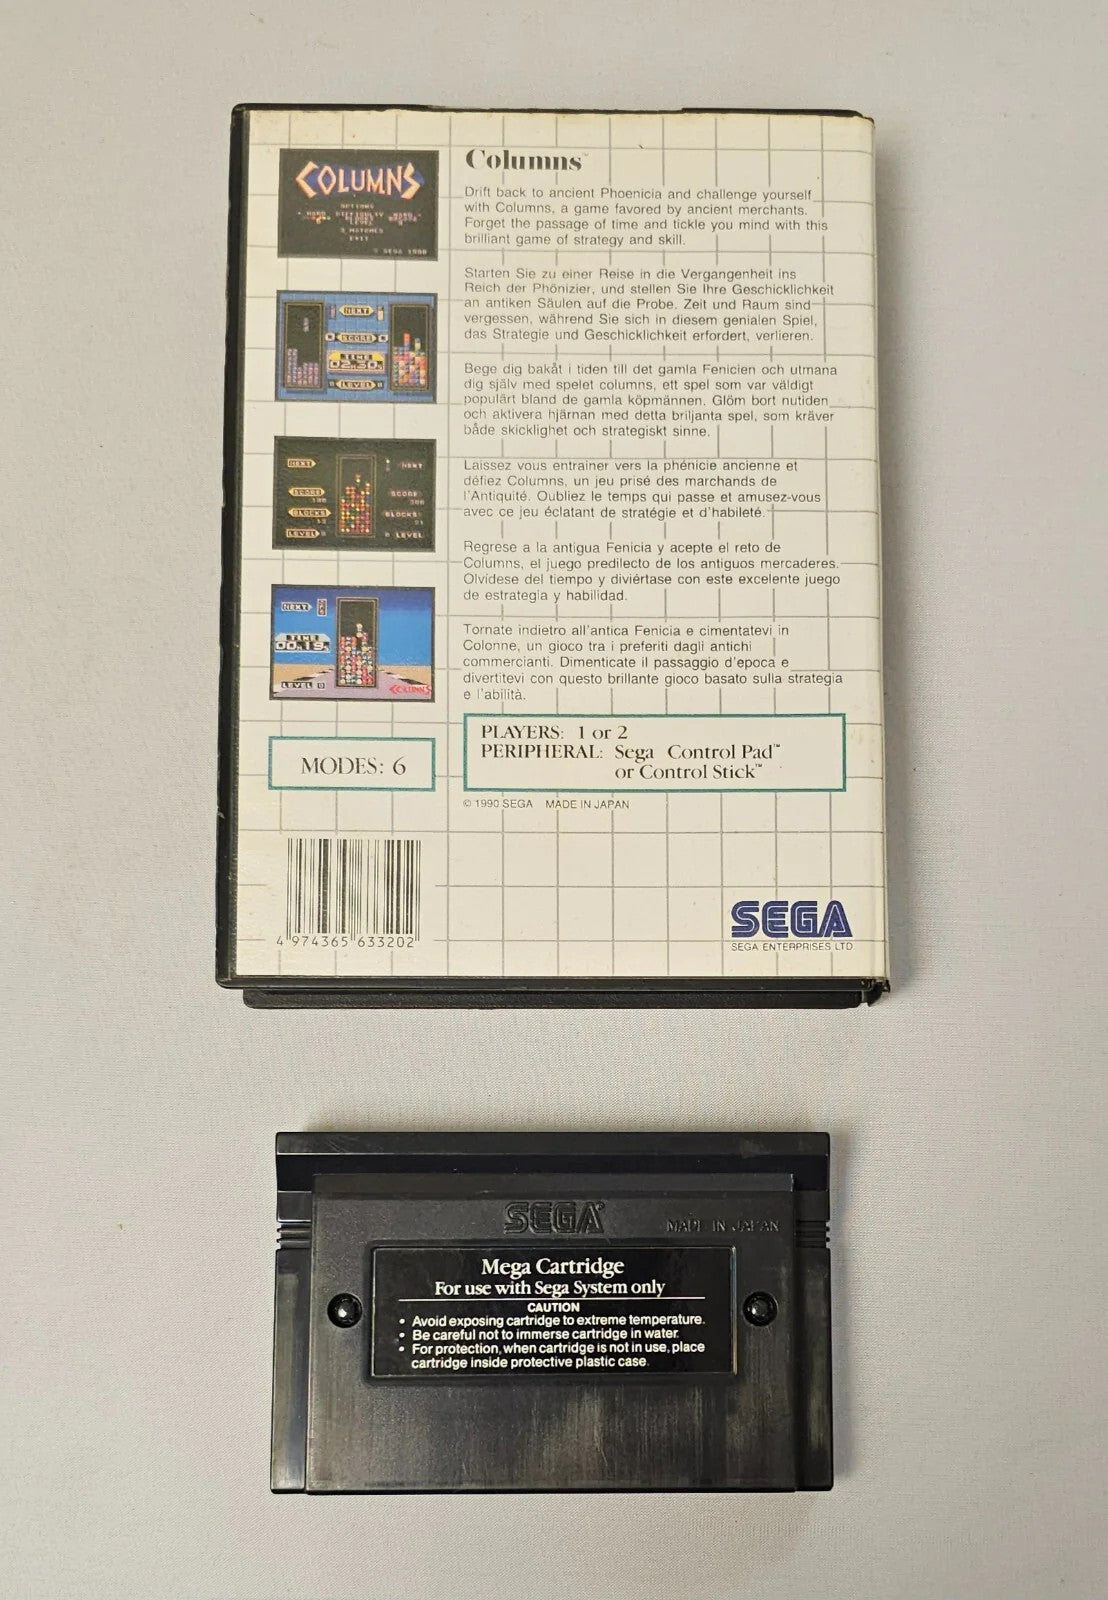 COLUMNS
OPTIONS
DIFFICULTY
LEVEL
3 MATCHES
EXIT
© SEGA 1990
NEXT
SCORE
TIME
02.30
LEVEL
NEXT
NEXT
SCORE
SCORE
BLOCKS
BLOCKS
LEVEL
LEVEL
NEXT
TIME
00.19
LEVEL 0
COLUMNS
MODES: 6
4 974365 633202
Columns™
Drift back to ancient Phoenicia and challenge yourself
with Columns, a game favored by ancient merchants.
Forget the passage of time and tickle you mind with this
brilliant game of strategy and skill.
Starten Sie zu einer Reise in die Vergangenheit ins
Reich der Phönizier, und stellen Sie Ihre Geschicklichkeit
an antiken Säulen auf die Probe. Zeit und Raum sind
vergessen, während Sie sich in diesem genialen Spiel,
das Strategie und Geschicklichkeit erfordert, verlieren.
Bege dig bakåt i tiden till det gamla Fenicien och utmana
dig själv med spelet columns, ett spel som var väldigt
populärt bland de gamla köpmännen. Glöm bort nutiden
och aktivera hjärnan med detta briljanta spel, som kräver
både skicklighet och strategiskt sinne.
Laissez vous entrainer vers la phénicie ancienne et
défiez Columns, un jeu prisé des marchands de
l'Antiquité. Oubliez le temps qui passe et amusez-vous
avec ce jeu éclatant de stratégie et d'habileté.
Regrese a la antigua Fenicia y acepte el reto de
Columns, el juego predilecto de los antiguos mercaderes.
Olvídese del tiempo y diviértase con este excelente juego
de estrategia y habilidad.
Tornate indietro all'antica Fenicia e cimentatevi in
Colonne, un gioco tra i preferiti dagli antichi
commercianti. Dimenticate il passaggio d'epoca e
divertitevi con questo brillante gioco basato sulla strategia
e l'abilità.
PLAYERS: 1 or 2
PERIPHERAL: Sega Control Pad™
or Control Stick™
© 1990 SEGA MADE IN JAPAN
SEGA
SEGA ENTERPRISES LTD
SEGA®
MADE IN JAPAN
Mega Cartridge
For use with Sega System only
CAUTION
• Avoid exposing cartridge to extreme temperature.
• Be careful not to immerse cartridge in water.
• For protection, when cartridge is not in use, place
cartridge inside protective plastic case.